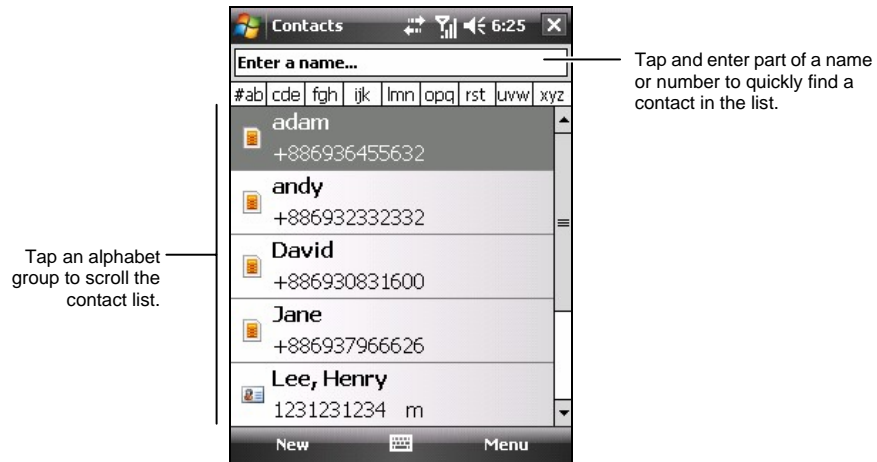 Contacts 6:25
Enter a name...
#ab cde fgh ijk lmn opq rst uvw xyz
adam
+886936455632
andy
+886932332332
David
+886930831600
Jane
+886937966626
Lee, Henry
1231231234 m
New Menu
Tap and enter part of a name
or number to quickly find a
contact in the list.
Tap an alphabet
group to scroll the
contact list.